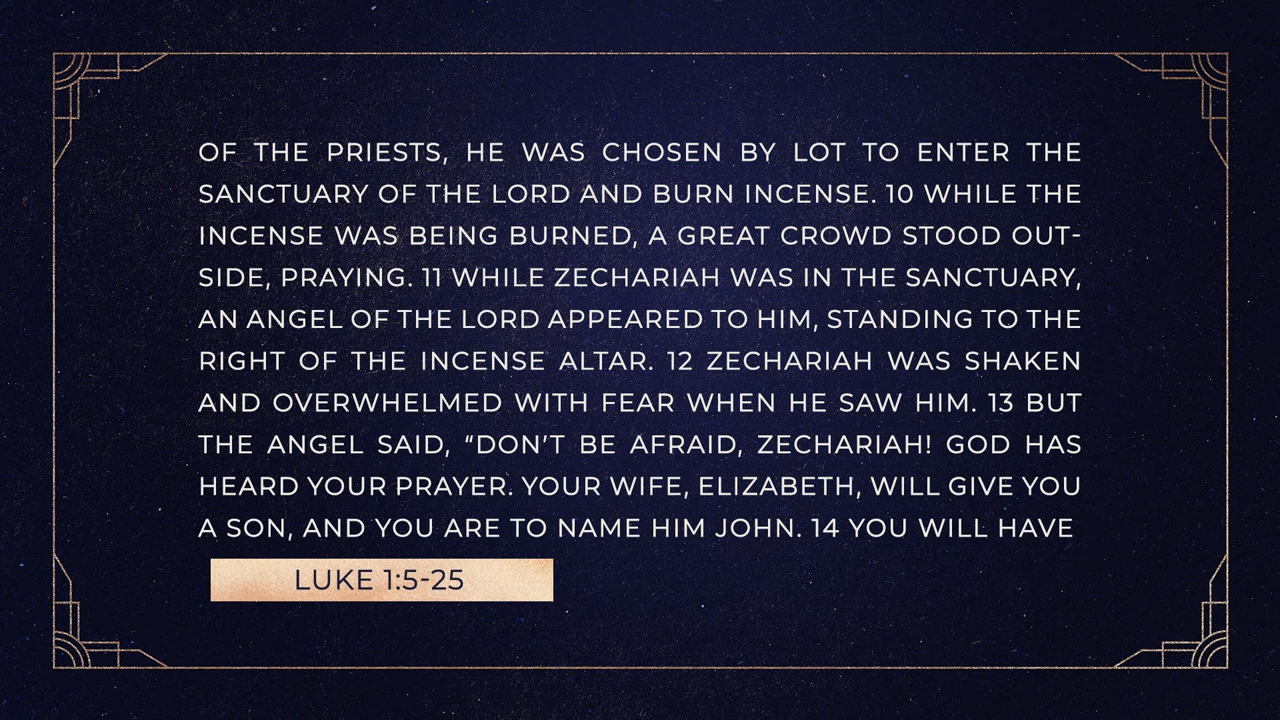 OF THE PRIESTS, HE WAS CHOSEN BY LOT TO ENTER THE
SANCTUARY OF THE LORD AND BURN INCENSE. 10 WHILE THE
INCENSE WAS BEING BURNED, A GREAT CROWD STOOD OUT-
SIDE, PRAYING. 11 WHILE ZECHARIAH WAS IN THE SANCTUARY,
AN ANGEL OF THE LORD APPEARED TO HIM, STANDING TO THE
RIGHT OF THE INCENSE ALTAR. 12 ZECHARIAH WAS SHAKEN
AND OVERWHELMED WITH FEAR WHEN HE SAW HIM. 13 BUT
THE ANGEL SAID, “DON’T BE AFRAID, ZECHARIAH! GOD HAS
HEARD YOUR PRAYER. YOUR WIFE, ELIZABETH, WILL GIVE YOU
A SON, AND YOU ARE TO NAME HIM JOHN. 14 YOU WILL HAVE
LUKE 1:5-25